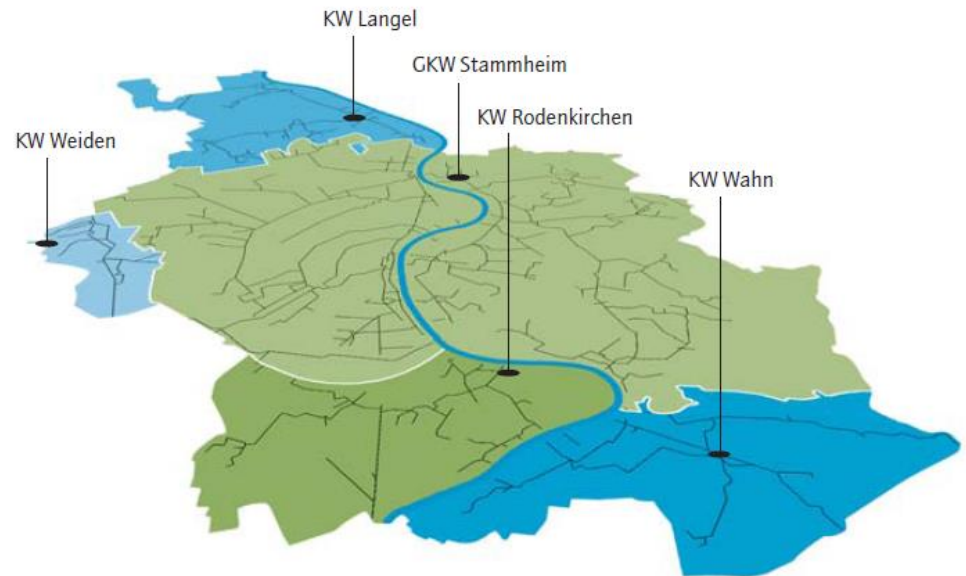 KW Langel
GKW Stammheim
KW Rodenkirchen
KW Weiden
KW Wahn